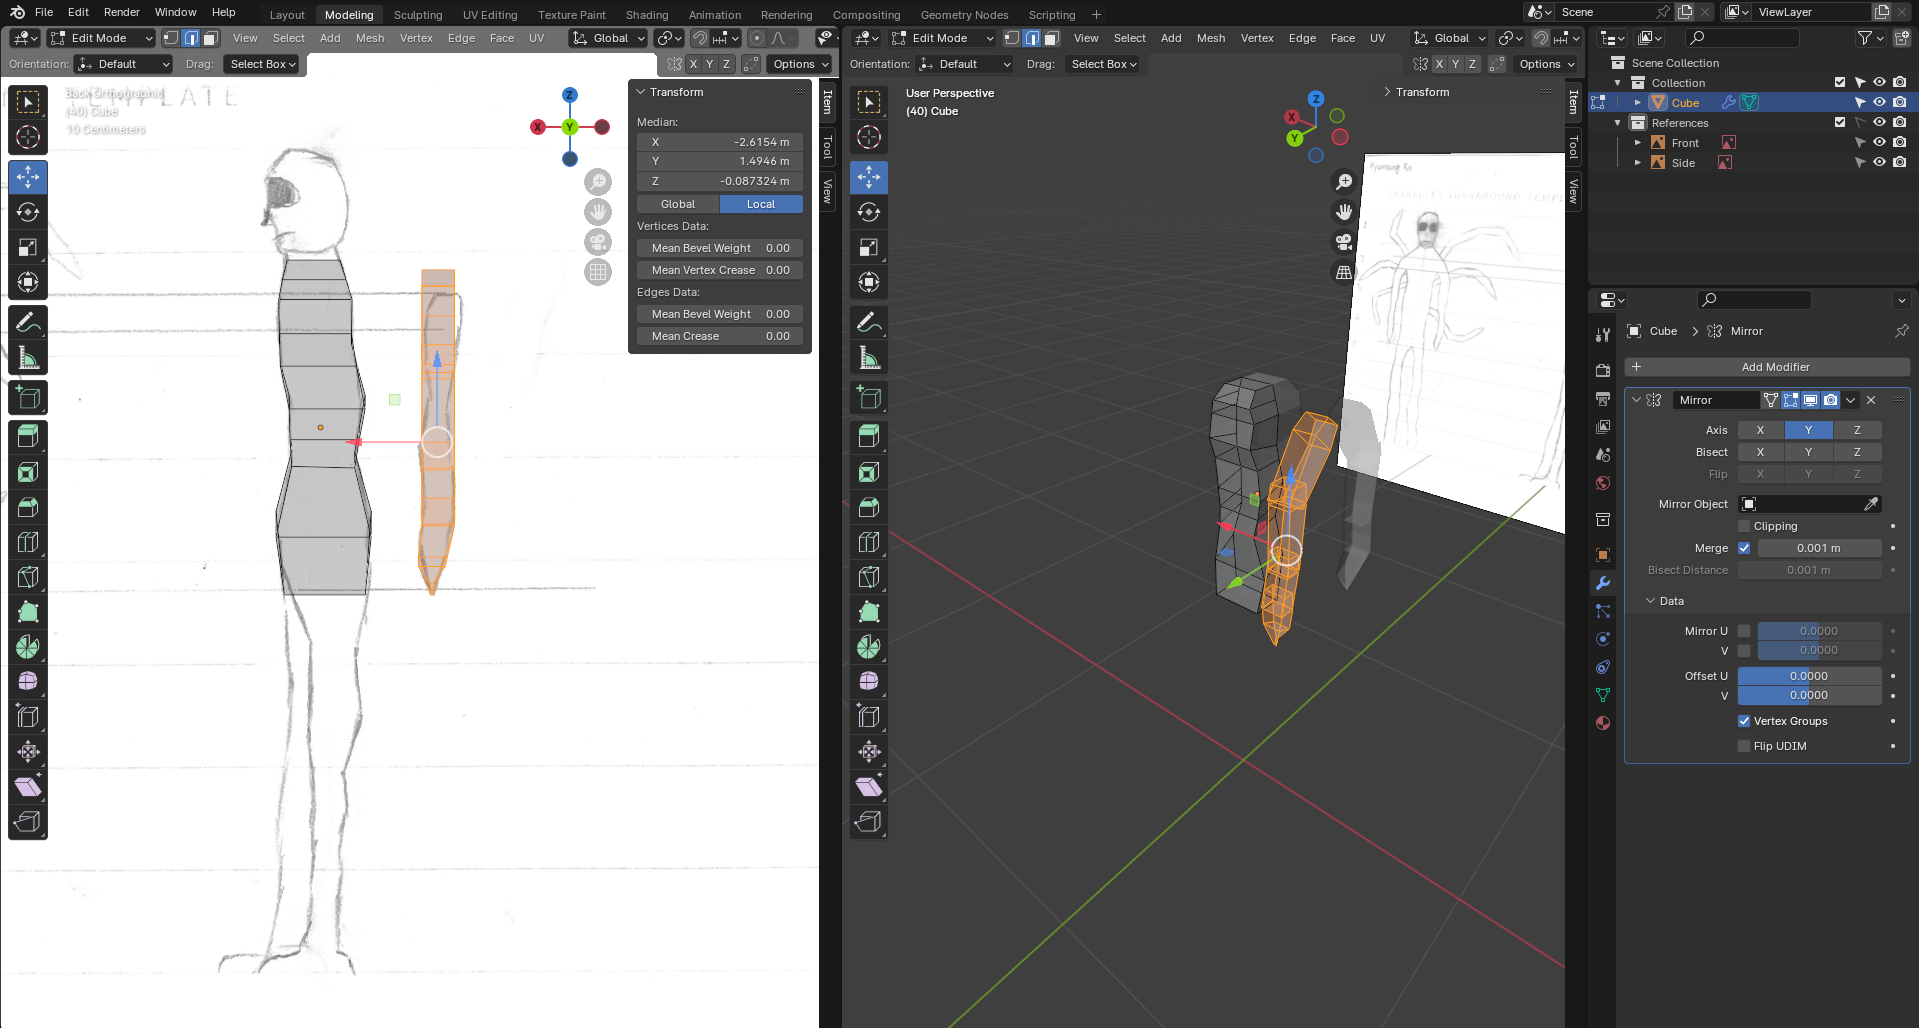 File Edit Render Window Help
Layout Modeling Sculpting UV Editing Texture Paint Shading Animation Rendering Compositing Geometry Nodes Scripting +
Scene
ViewLayer
Edit Mode View Select Add Mesh Vertex Edge Face UV Global
Orientation: Default Drag: Select Box X Y Z Options
TEMPLATE
Back Orthographic
(40) Cube
10 Centimeters
Z
X Y
Transform
Median:
X -2.6154 m
Y 1.4946 m
Z -0.087324 m
Global Local
Vertices Data:
Mean Bevel Weight 0.00
Mean Vertex Crease 0.00
Edges Data:
Mean Bevel Weight 0.00
Mean Crease 0.00
Item
Tool
View
Edit Mode View Select Add Mesh Vertex Edge Face UV Global
Orientation: Default Drag: Select Box X Y Z Options
User Perspective
(40) Cube
Z
X
Y
Transform
Item
Tool
View
CHARACTER TURNAROUND TEMPL
Scene Collection
Collection
Cube
References
Front
Side
Cube > Mirror
+ Add Modifier
Mirror
Axis X Y Z
Bisect X Y Z
Flip X Y Z
Mirror Object
Clipping
Merge 0.001 m
Bisect Distance 0.001 m
Data
Mirror U 0.0000
V 0.0000
Offset U 0.0000
V 0.0000
Vertex Groups
Flip UDIM